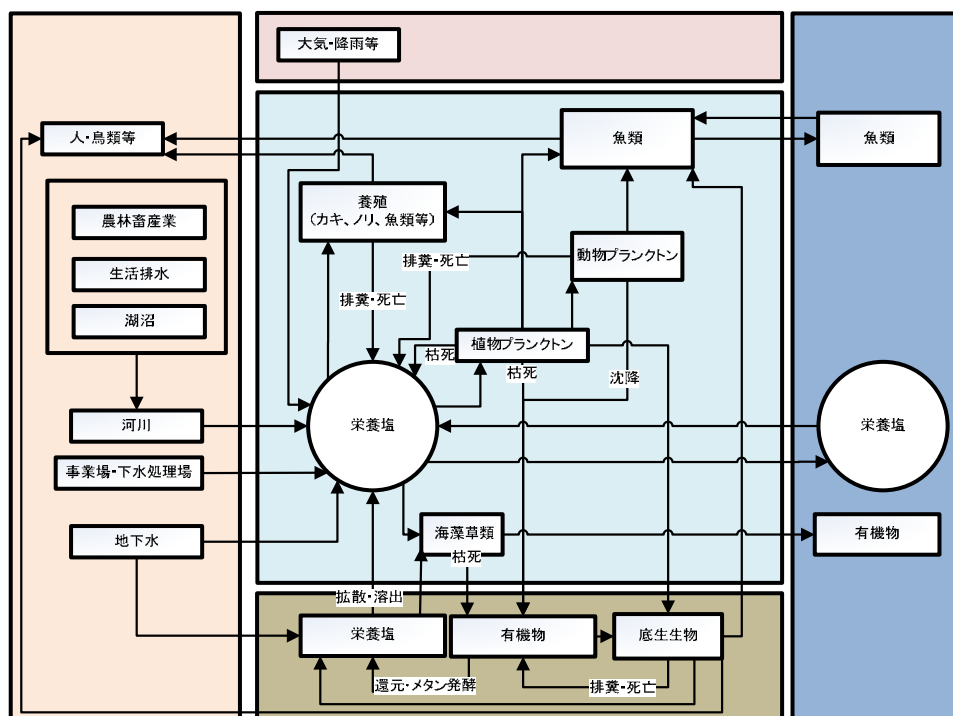 大気・降雨等
人・鳥類等
魚類
魚類
養殖
(カキ、ノリ、魚類等)
農林畜産業
生活排水
湖沼
排糞・死亡
動物プランクトン
排糞・死亡
植物プランクトン
枯死
枯死
沈降
河川
栄養塩
栄養塩
事業場・下水処理場
地下水
海藻草類
有機物
枯死
拡散・溶出
栄養塩
有機物
底生生物
還元・メタン発酵
排糞・死亡